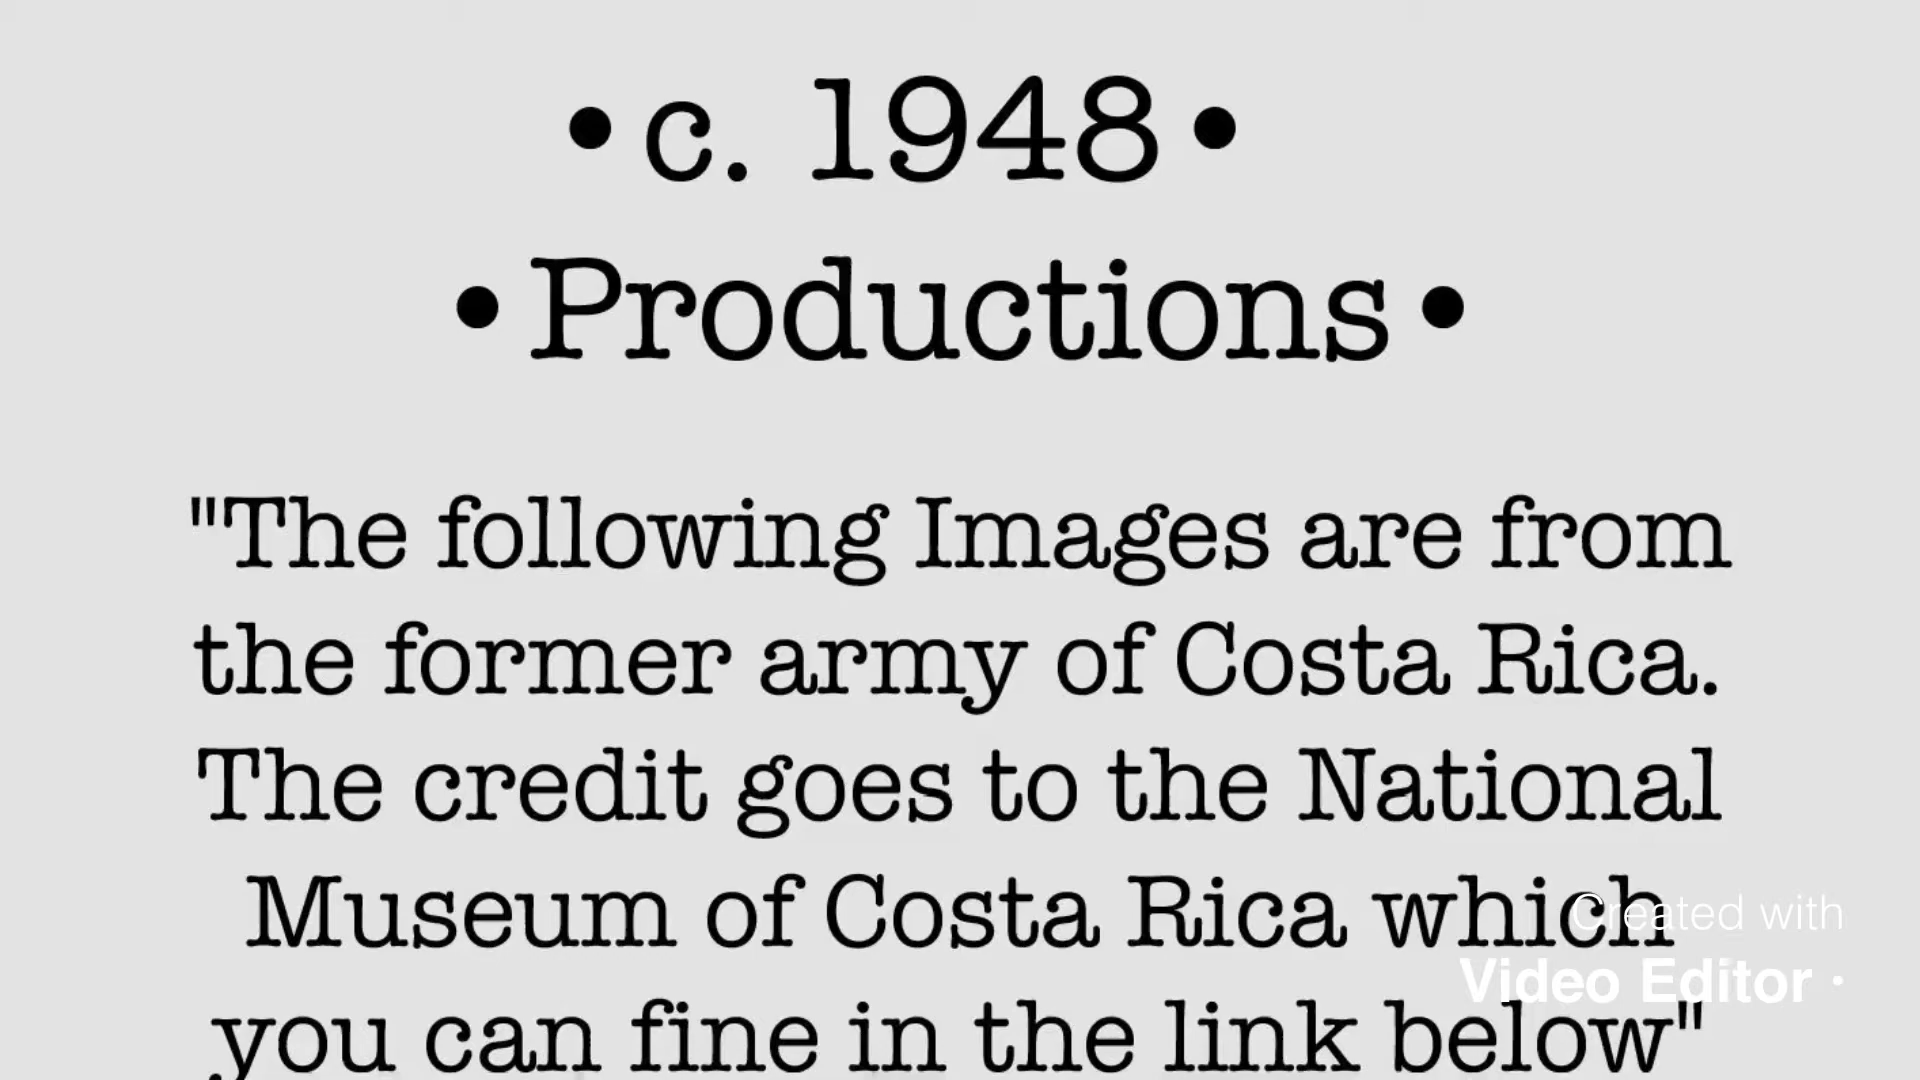 •c. 1948•
•Productions•
"The following Images are from
the former army of Costa Rica.
The credit goes to the National
Museum of Costa Rica which
you can fine in the link below"
Created with
Video Editor •